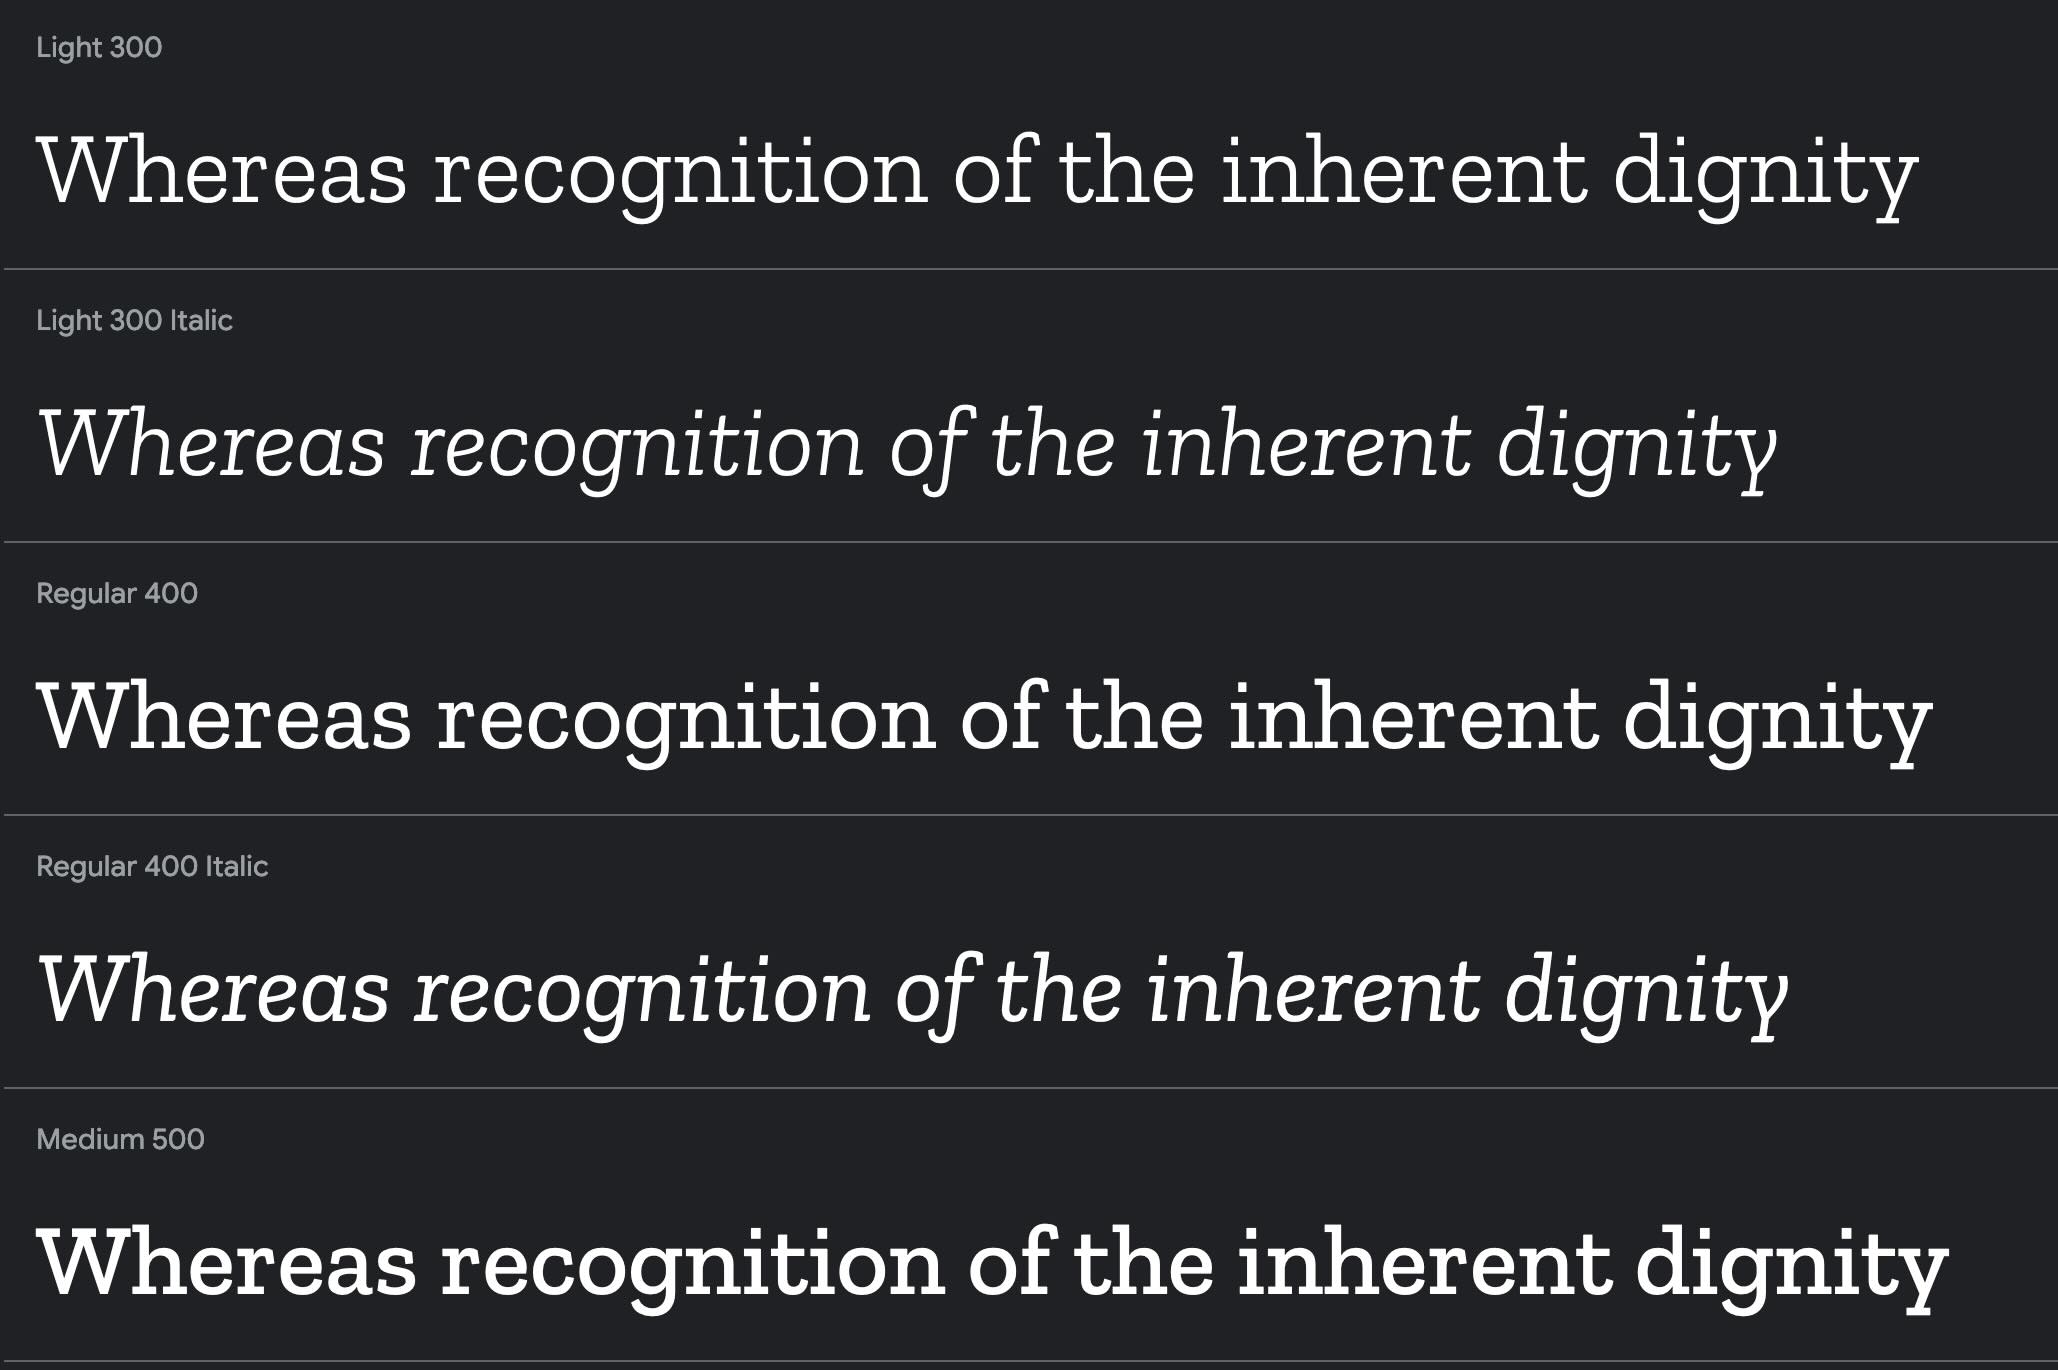 Light 300
Whereas recognition of the inherent dignity
Light 300 Italic
Whereas recognition of the inherent dignity
Regular 400
Whereas recognition of the inherent dignity
Regular 400 Italic
Whereas recognition of the inherent dignity
Medium 500
Whereas recognition of the inherent dignity